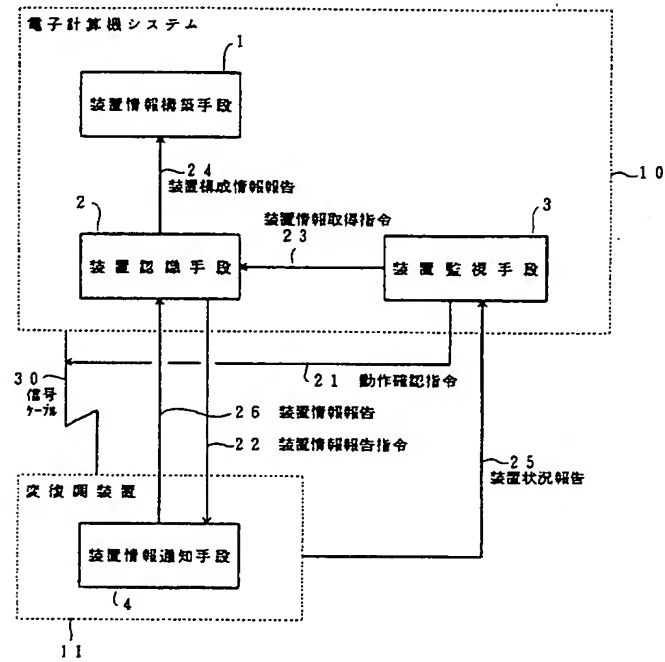 電子計算機システム
1
装置情報構築手段
24
装置構成情報報告
10
2
装置情報取得指令
23
3
装置認識手段
装置監視手段
30
信号
ケーブル
21 動作確認指令
26 装置情報報告
22 装置情報報告指令
25
装置状況報告
変復調装置
装置情報通知手段
4
11